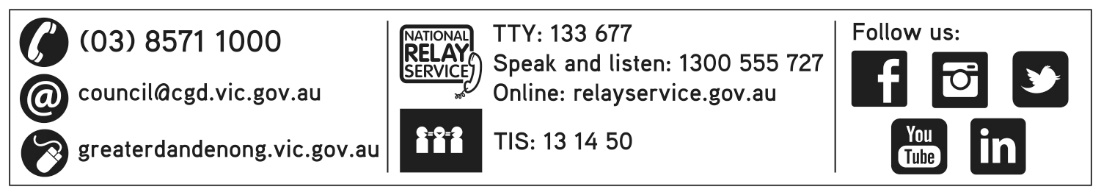 (03) 8571 1000
council@cgd.vic.gov.au
greaterdandenong.vic.gov.au
NATIONAL
RELAY
SERVICE
TTY: 133 677
Speak and listen: 1300 555 727
Online: relayservice.gov.au
TIS: 13 14 50
Follow us:
f
You
Tube
in